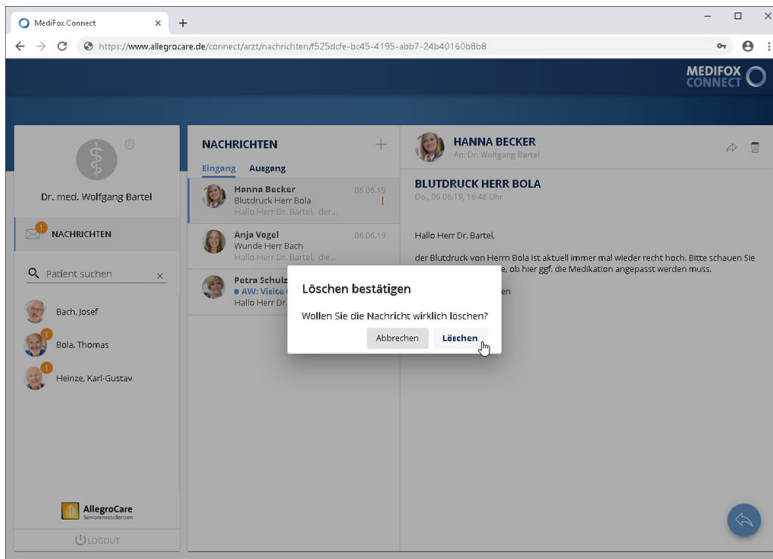 MediFox Connect
https://www.allegrocare.de/connect/arzt/nachrichten/f525dcfe-bc45-4195-abb7-24b40160b8b8
MEDIFOX
CONNECT
Dr. med. Wolfgang Bartel
1
NACHRICHTEN
Patient suchen
Bach, Josef
1
Bola, Thomas
1
Heinze, Karl-Gustav
AllegroCare
Seniorenresidenzen
LOGOUT
NACHRICHTEN
Eingang Ausgang
Hanna Becker 06.06.19
Blutdruck Herr Bola !
Hallo Herr Dr. Bartel, der...
Anja Vogel 06.06.19
Wunde Herr Bach
Hallo Herr Dr. Bartel, die...
Petra Schulz
AW: Visite
Hallo Herr Dr.
HANNA BECKER
An: Dr. Wolfgang Bartel
BLUTDRUCK HERR BOLA
Do., 06.06.19, 16:48 Uhr
Hallo Herr Dr. Bartel,
der Blutdruck von Herrn Bola ist aktuell immer mal wieder recht hoch. Bitte schauen Sie
ob hier ggf. die Medikation angepasst werden muss.
Löschen bestätigen
Wollen Sie die Nachricht wirklich löschen?
Abbrechen Löschen